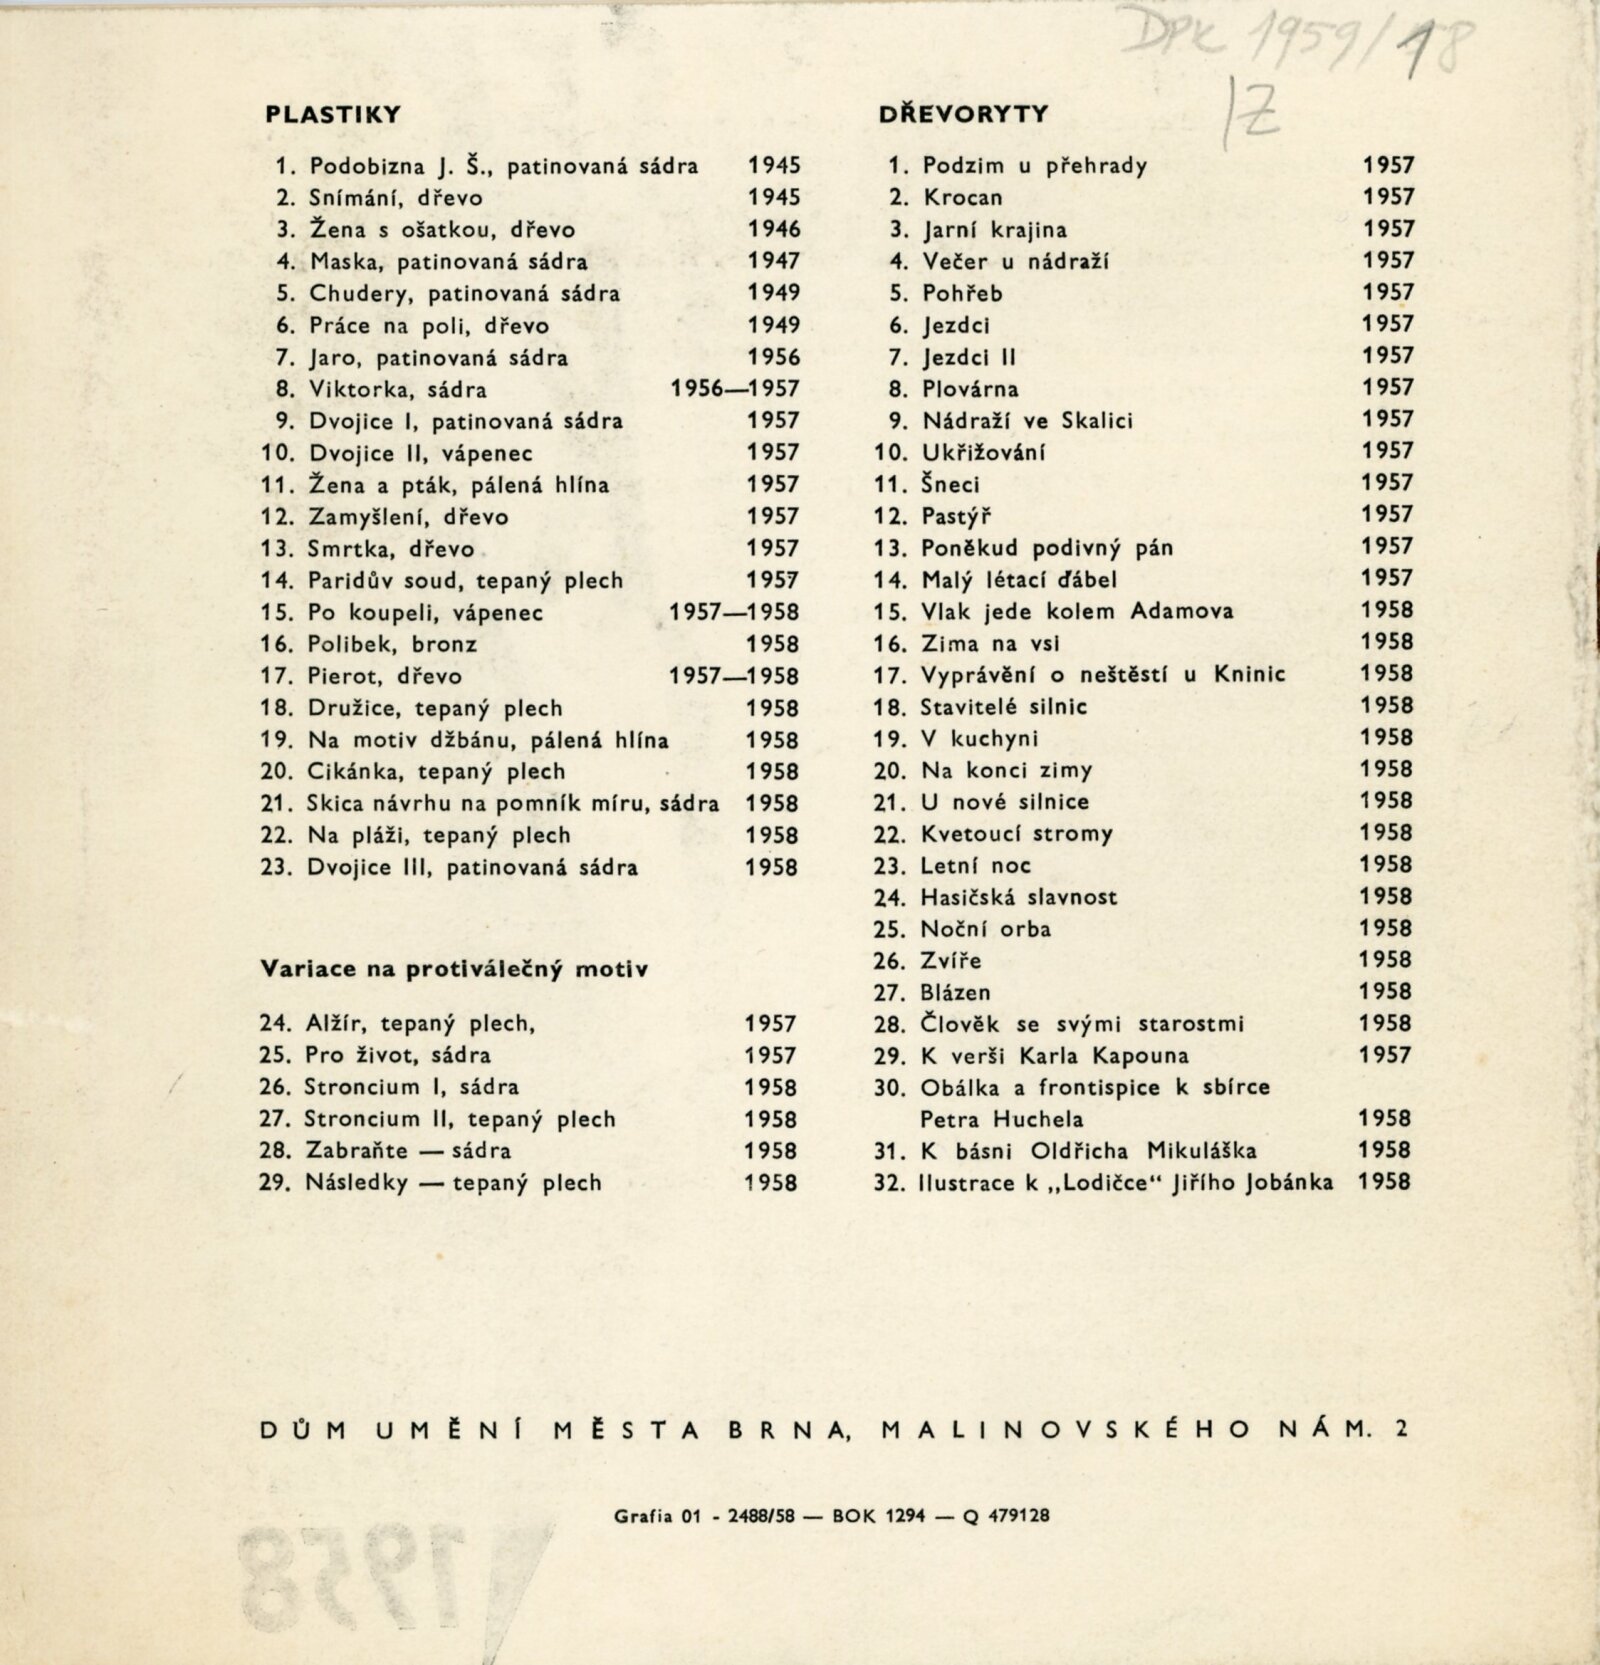 DPK 1959/18
IZ
PLASTIKY
1. Podobizna J. Š., patinovaná sádra 1945
2. Snímání, dřevo 1945
3. Žena s ošatkou, dřevo 1946
4. Maska, patinovaná sádra 1947
5. Chudery, patinovaná sádra 1949
6. Práce na poli, dřevo 1949
7. Jaro, patinovaná sádra 1956
8. Viktorka, sádra 1956—1957
9. Dvojice I, patinovaná sádra 1957
10. Dvojice II, vápenec 1957
11. Žena a pták, pálená hlína 1957
12. Zamyšlení, dřevo 1957
13. Smrtka, dřevo 1957
14. Paridův soud, tepaný plech 1957
15. Po koupeli, vápenec 1957—1958
16. Polibek, bronz 1958
17. Pierot, dřevo 1957—1958
18. Družice, tepaný plech 1958
19. Na motiv džbánu, pálená hlína 1958
20. Cikánka, tepaný plech 1958
21. Skica návrhu na pomník míru, sádra 1958
22. Na pláži, tepaný plech 1958
23. Dvojice III, patinovaná sádra 1958
Variace na protiválečný motiv
24. Alžír, tepaný plech, 1957
25. Pro život, sádra 1957
26. Stroncium I, sádra 1958
27. Stroncium II, tepaný plech 1958
28. Zabraňte — sádra 1958
29. Následky — tepaný plech 1958
DŘEVORYTY
1. Podzim u přehrady 1957
2. Krocan 1957
3. Jarní krajina 1957
4. Večer u nádraží 1957
5. Pohřeb 1957
6. Jezdci 1957
7. Jezdci II 1957
8. Plovárna 1957
9. Nádraží ve Skalici 1957
10. Ukřižování 1957
11. Šneci 1957
12. Pastýř 1957
13. Poněkud podivný pán 1957
14. Malý létací ďábel 1957
15. Vlak jede kolem Adamova 1958
16. Zima na vsi 1958
17. Vyprávění o neštěstí u Kninic 1958
18. Stavitelé silnic 1958
19. V kuchyni 1958
20. Na konci zimy 1958
21. U nové silnice 1958
22. Kvetoucí stromy 1958
23. Letní noc 1958
24. Hasičská slavnost 1958
25. Noční orba 1958
26. Zvíře 1958
27. Blázen 1958
28. Člověk se svými starostmi 1958
29. K verši Karla Kapouna 1957
30. Obálka a frontispice k sbírce
Petra Huchela 1958
31. K básni Oldřicha Mikuláška 1958
32. Ilustrace k „Lodičce“ Jiřího Jobánka 1958
DŮM UMĚNÍ MĚSTA BRNA, MALINOVSKÉHO NÁM. 2
Grafia 01 - 2488/58 — BOK 1294 — Q 479128
1958